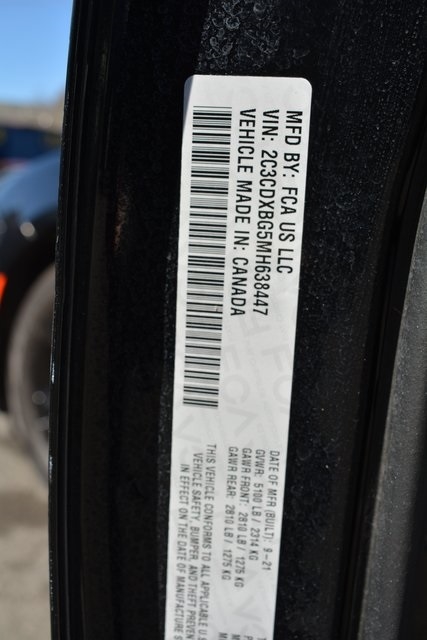 MFD BY: FCA US LLC
VIN: 2C3CDXBG5MH638447
VEHICLE MADE IN: CANADA
DATE OF MFR (BUILT): 9-21
GVWR: 5100 LB / 2314 KG
GAWR FRONT: 2810 LB / 1275 KG
GAWR REAR: 2810 LB / 1275 KG
THIS VEHICLE CONFORMS TO ALL APPLICABLE U.S
VEHICLE SAFETY, BUMPER, AND THEFT PREVEN
IN EFFECT ON THE DATE OF MANUFACTURE S